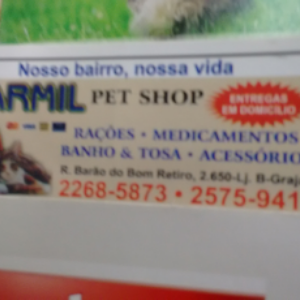 Nosso bairro, nossa vida
ARMIL PET SHOP
ENTREGAS
EM DOMICÍLIO
RAÇÕES • MEDICAMENTOS
BANHO & TOSA • ACESSÓRIO
R. Barão do Bom Retiro, 2.650-Lj. B-Graj
2268-5873 • 2575-941